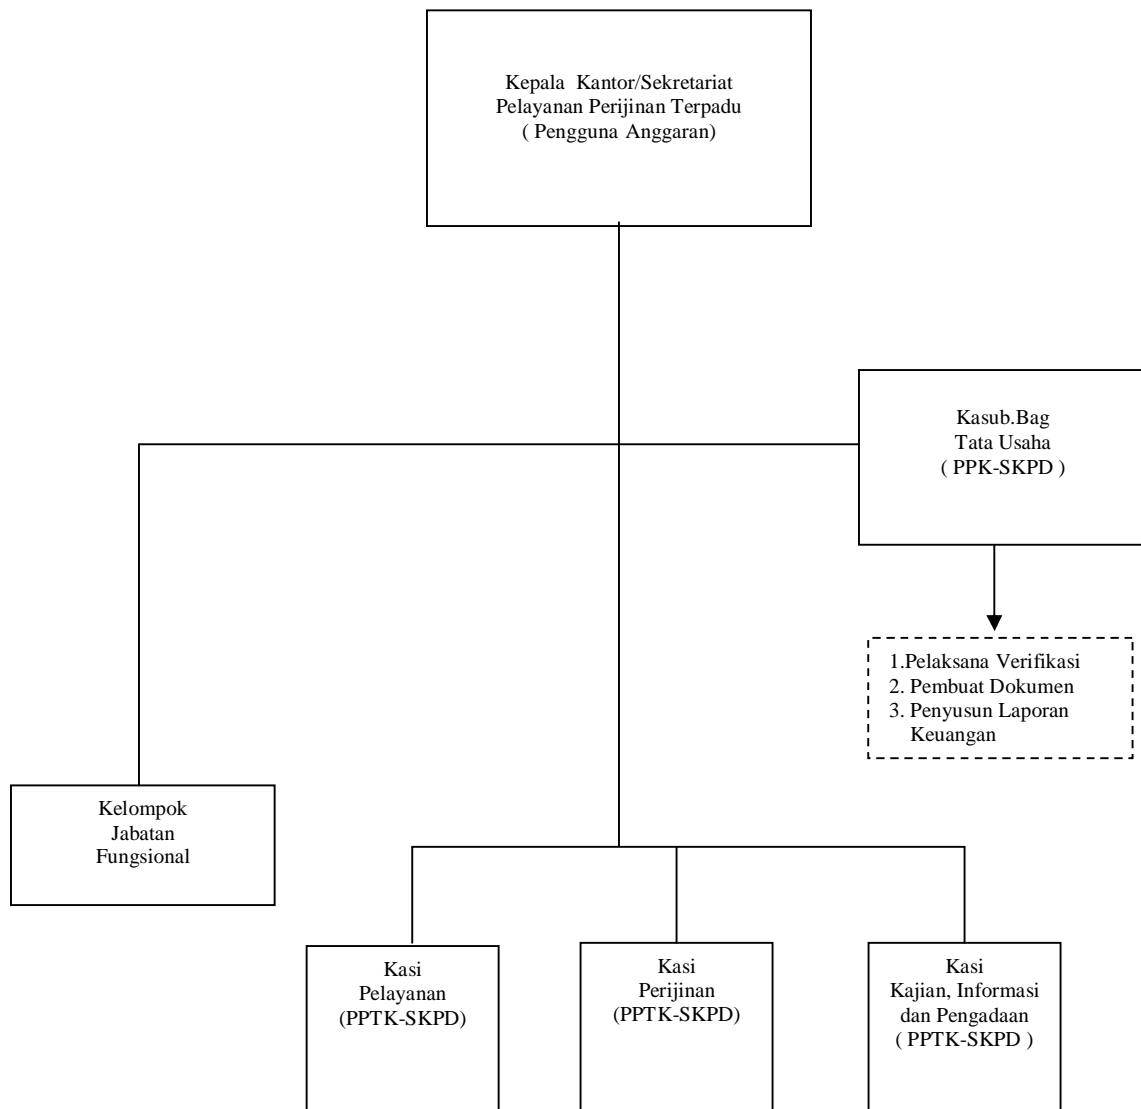 Kepala Kantor/Sekretariat
Pelayanan Perijinan Terpadu
( Pengguna Anggaran)
Kasub.Bag
Tata Usaha
( PPK-SKPD )
1.Pelaksana Verifikasi
2. Pembuat Dokumen
3. Penyusun Laporan
Keuangan
Kelompok
Jabatan
Fungsional
Kasi
Pelayanan
(PPTK-SKPD)
Kasi
Perijinan
(PPTK-SKPD)
Kasi
Kajian, Informasi
dan Pengadaan
( PPTK-SKPD )